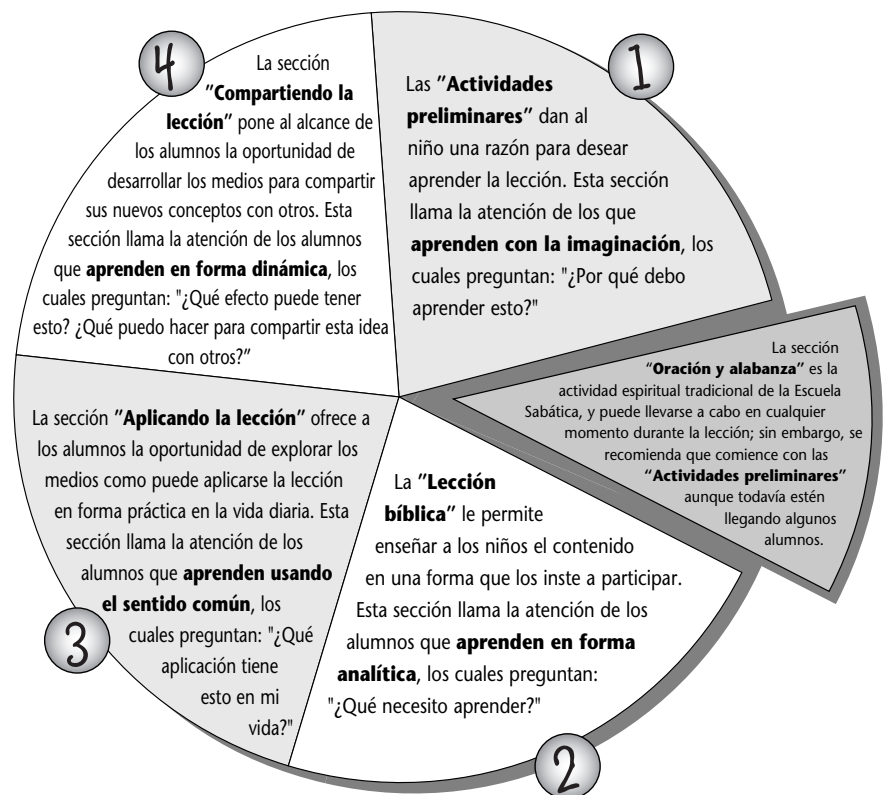 1
Las "Actividades
preliminares" dan al
niño una razón para desear
aprender la lección. Esta sección
llama la atención de los que
aprenden con la imaginación, los
cuales preguntan: "¿Por qué debo
aprender esto?"
La sección
"Oración y alabanza" es la
actividad espiritual tradicional de la Escuela
Sabática, y puede llevarse a cabo en cualquier
momento durante la lección; sin embargo, se
recomienda que comience con las
"Actividades preliminares"
aunque todavía estén
llegando algunos
alumnos.
2
La "Lección
bíblica" le permite
enseñar a los niños el contenido
en una forma que los inste a participar.
Esta sección llama la atención de los
alumnos que aprenden en forma
analítica, los cuales preguntan:
"¿Qué necesito aprender?"
3
La sección "Aplicando la lección" ofrece a
los alumnos la oportunidad de explorar los
medios como puede aplicarse la lección
en forma práctica en la vida diaria. Esta
sección llama la atención de los
alumnos que aprenden usando
el sentido común, los
cuales preguntan: "¿Qué
aplicación tiene
esto en mi
vida?"
4
La sección
"Compartiendo la
lección" pone al alcance de
los alumnos la oportunidad de
desarrollar los medios para compartir
sus nuevos conceptos con otros. Esta
sección llama la atención de los alumnos
que aprenden en forma dinámica, los
cuales preguntan: "¿Qué efecto puede tener
esto? ¿Qué puedo hacer para compartir esta idea
con otros?"